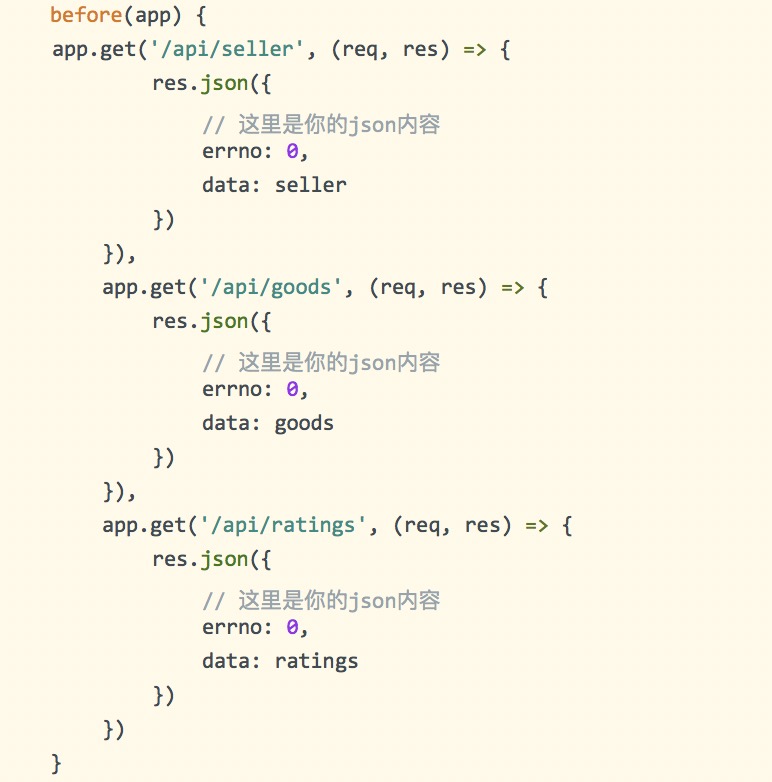 before(app) {
app.get('/api/seller', (req, res) => {
res.json({
// 这里是你的json内容
errno: 0,
data: seller
})
}),
app.get('/api/goods', (req, res) => {
res.json({
// 这里是你的json内容
errno: 0,
data: goods
})
}),
app.get('/api/ratings', (req, res) => {
res.json({
// 这里是你的json内容
errno: 0,
data: ratings
})
})
}